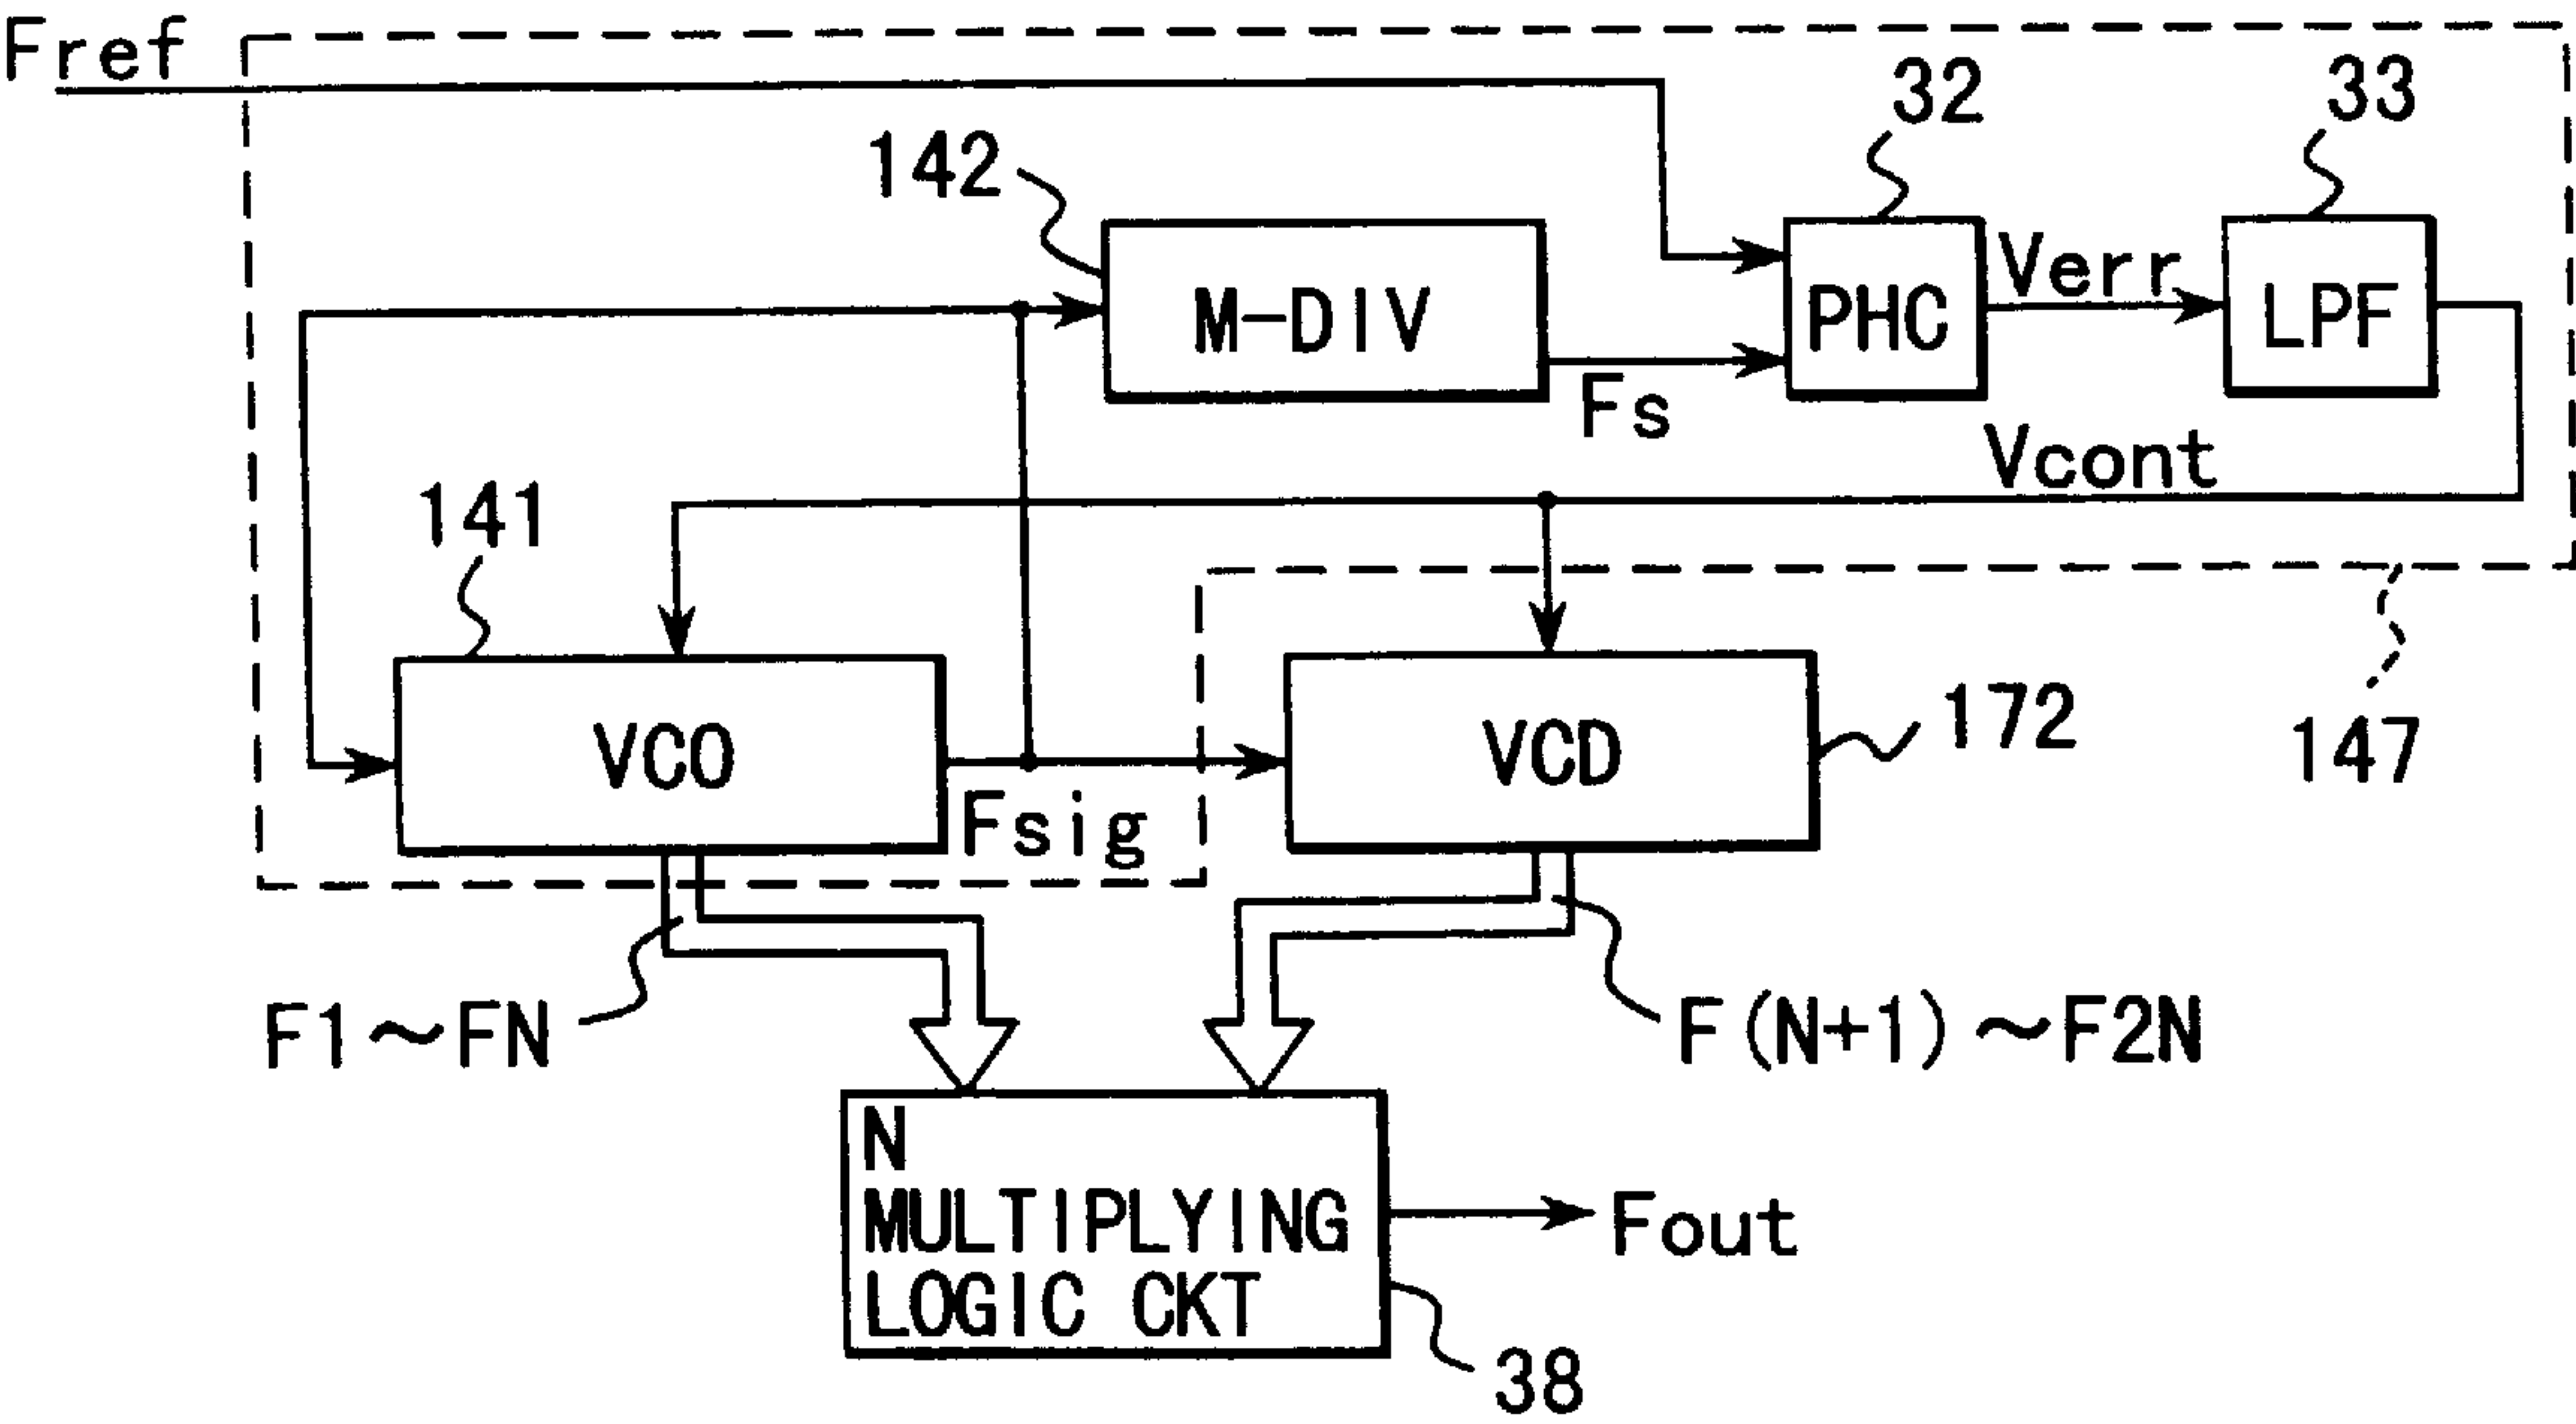 Fref
32
33
142
M-DIV
PHC
Verr
LPF
Fs
Vcont
141
VCO
VCD
172
147
Fsig
F1～FN
F(N+1)～F2N
N
MULTIPLYING
LOGIC CKT
Fout
38